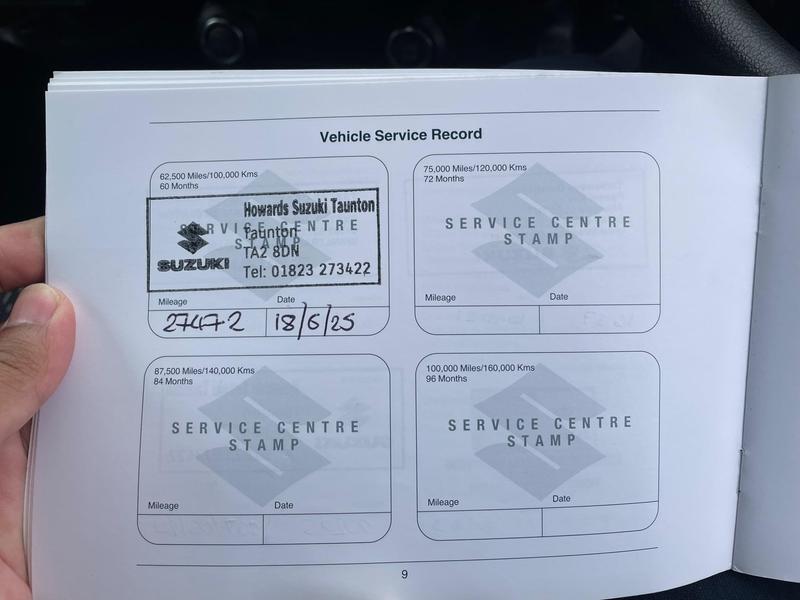 Vehicle Service Record
62,500 Miles/100,000 Kms
60 Months
SERVICE CENTRE
STAMP
Howards Suzuki Taunton
Taunton
TA2 8DN
Tel: 01823 273422
SUZUKI
Mileage
Date
27472
18/6/25
75,000 Miles/120,000 Kms
72 Months
SERVICE CENTRE
STAMP
Mileage
Date
87,500 Miles/140,000 Kms
84 Months
SERVICE CENTRE
STAMP
Mileage
Date
100,000 Miles/160,000 Kms
96 Months
SERVICE CENTRE
STAMP
Mileage
Date
9